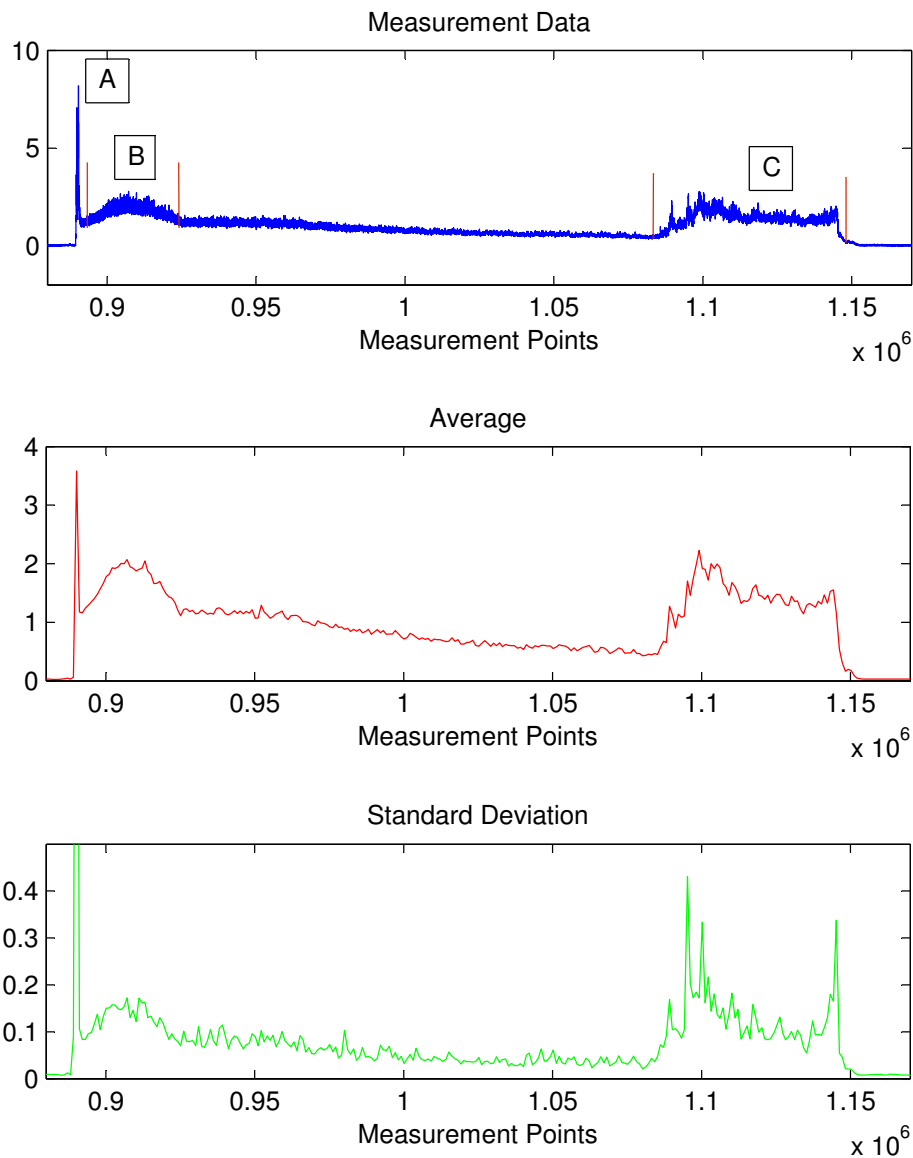 Measurement Data
10
5
0
A
B
C
0.9
0.95
1
1.05
1.1
1.15
Measurement Points
x 10^6
Average
4
3
2
1
0
0.9
0.95
1
1.05
1.1
1.15
Measurement Points
x 10^6
Standard Deviation
0.4
0.3
0.2
0.1
0
0.9
0.95
1
1.05
1.1
1.15
Measurement Points
x 10^6